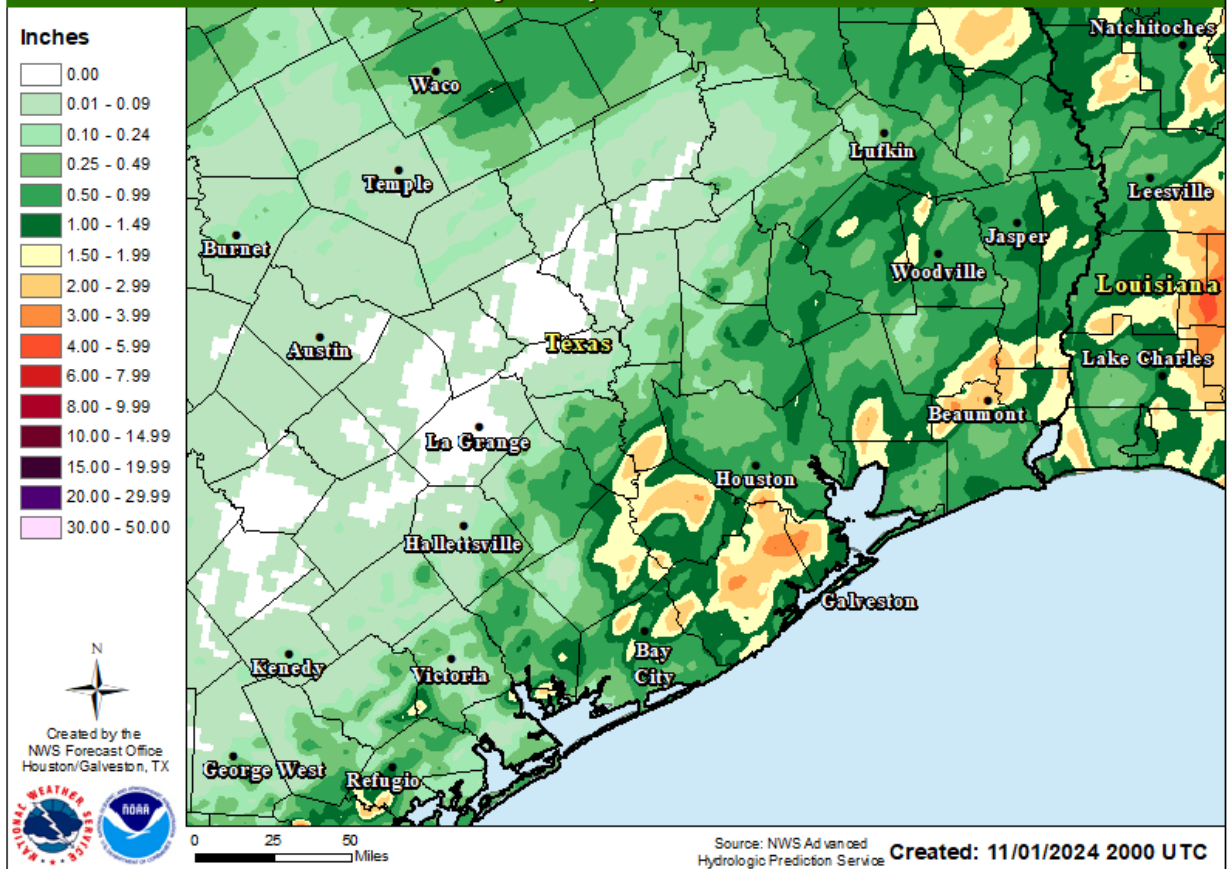 Inches
0.00
0.01 - 0.09
0.10 - 0.24
0.25 - 0.49
0.50 - 0.99
1.00 - 1.49
1.50 - 1.99
2.00 - 2.99
3.00 - 3.99
4.00 - 5.99
6.00 - 7.99
8.00 - 9.99
10.00 - 14.99
15.00 - 19.99
20.00 - 29.99
30.00 - 50.00
N
Created by the
NWS Forecast Office
Houston/Galveston, TX
NATIONAL WEATHER SERVICE
NOAA
Natchitoches
Waco
Lufkin
Temple
Leesville
Burnet
Jasper
Woodville
Louisiana
Austin
Texas
Lake Charles
Beaumont
La Grange
Houston
Hallettsville
Galveston
Bay
City
Kenedy
Victoria
George West
Refugio
0 25 50
Miles
Source: NWS Advanced
Hydrologic Prediction Service
Created: 11/01/2024 2000 UTC